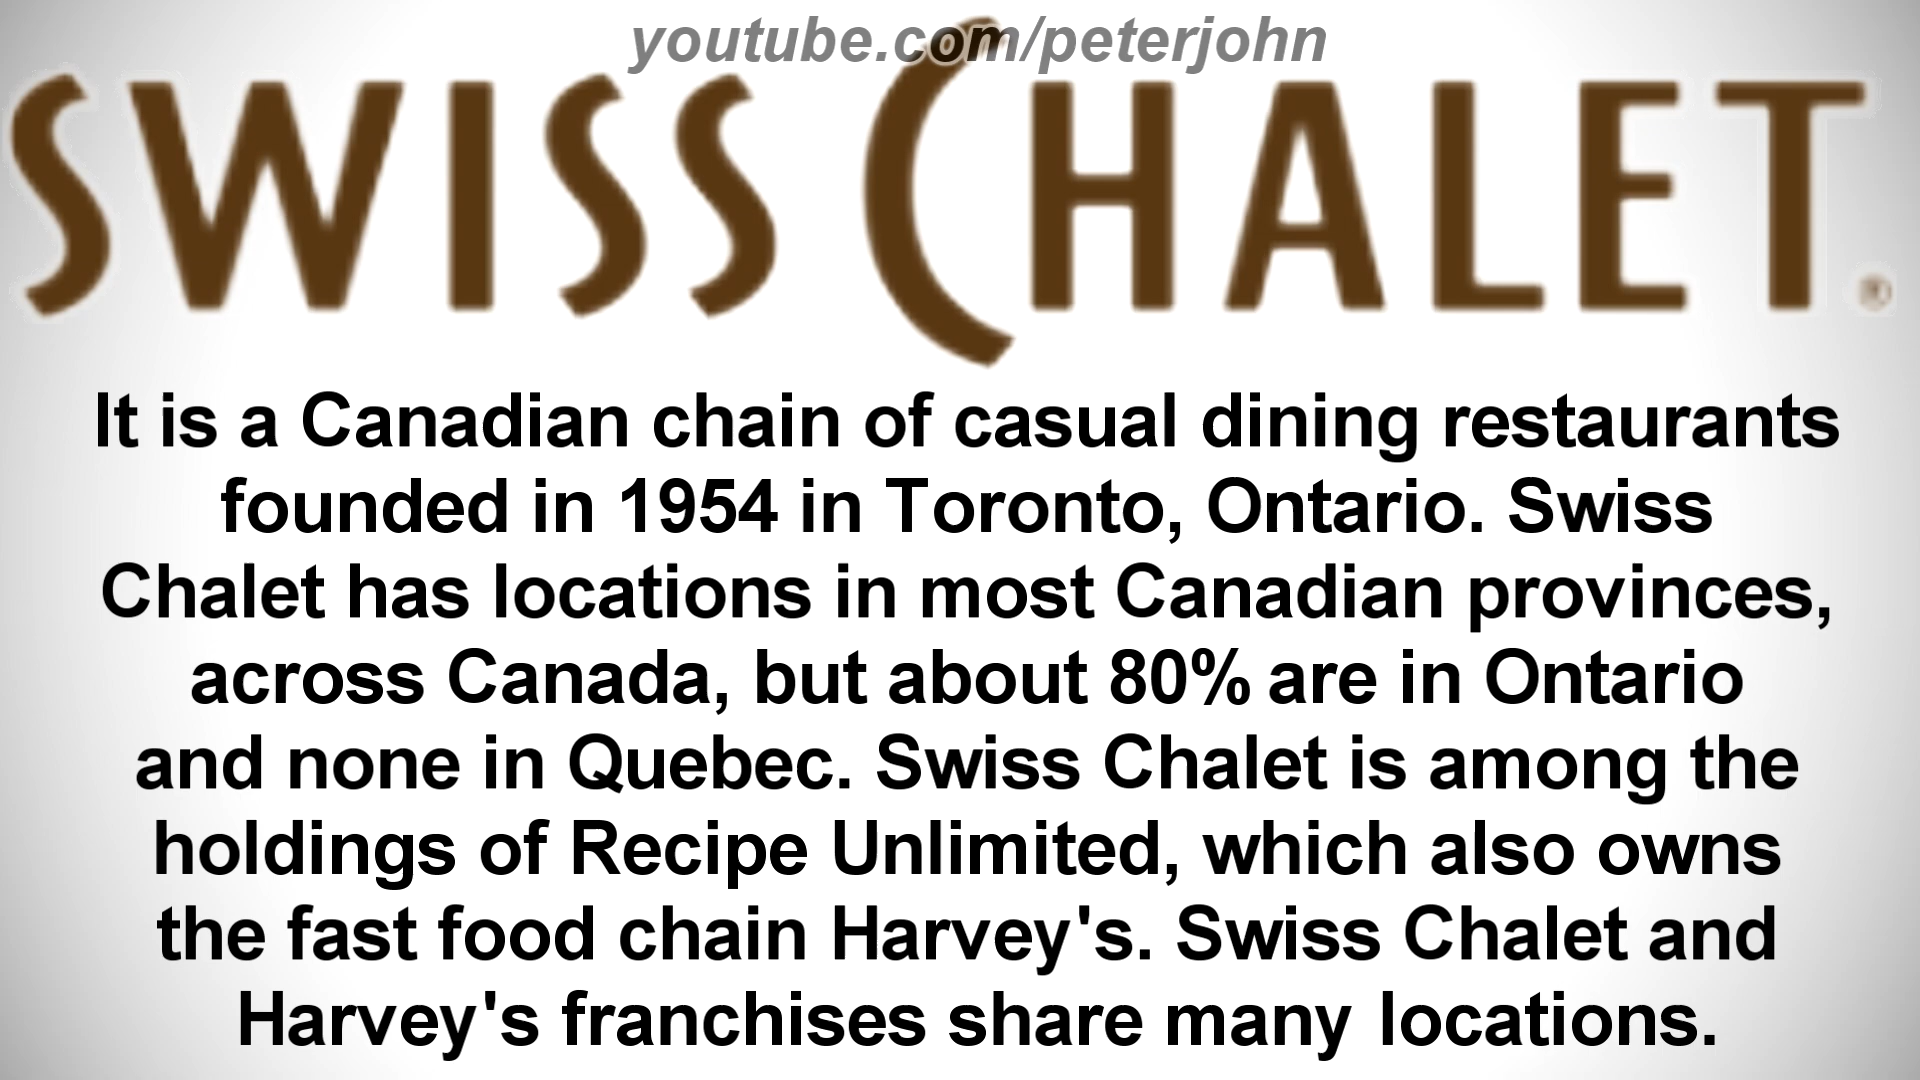 youtube.com/peterjohn
SWISS CHALET®
It is a Canadian chain of casual dining restaurants
founded in 1954 in Toronto, Ontario. Swiss
Chalet has locations in most Canadian provinces,
across Canada, but about 80% are in Ontario
and none in Quebec. Swiss Chalet is among the
holdings of Recipe Unlimited, which also owns
the fast food chain Harvey's. Swiss Chalet and
Harvey's franchises share many locations.